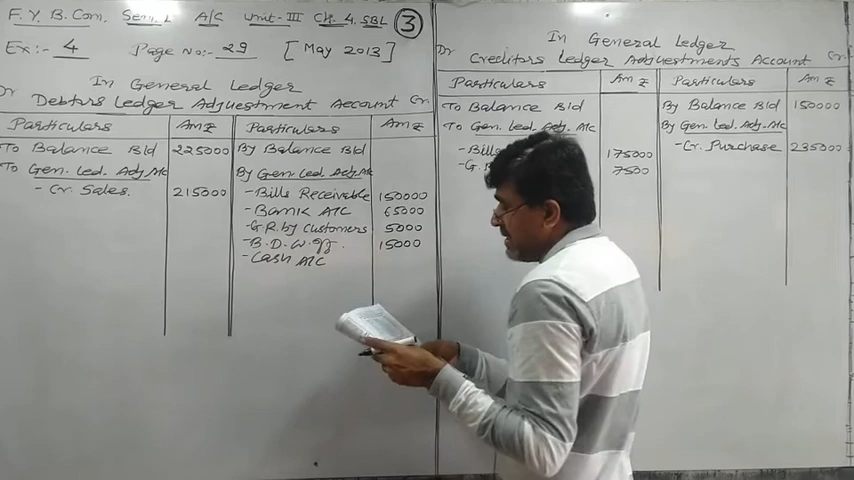 F. Y. B. Com. Sem. I A/C Unit - III Ch. 4. SBL 3
Ex:- 4 Page No:- 29 [May 2013]
In General Ledger
Dr Debtors Ledger Adjuestment Account Cr.
Particulars Am ₹ Particulars Am ₹
To Balance B/d 225000 By Balance B/d
To Gen. Led. Adj. A/c By Gen. Led. Adj. A/c
- Cr. Sales. 215000 - Bills Receivable 150000
- Bank A/C 65000
- G.R. by Customers 5000
- B. D. W. off. 15000
- Cash A/C
In General Ledger
Dr Creditors Ledger Adjuestments Account Cr.
Particulars Am ₹ Particulars Am ₹
To Balance B/d By Balance B/d 150000
To Gen. Led. Adj. A/c By Gen. Led. Adj. A/c
- Bills 175000 - Cr. Purchase 235000
- G. 7500